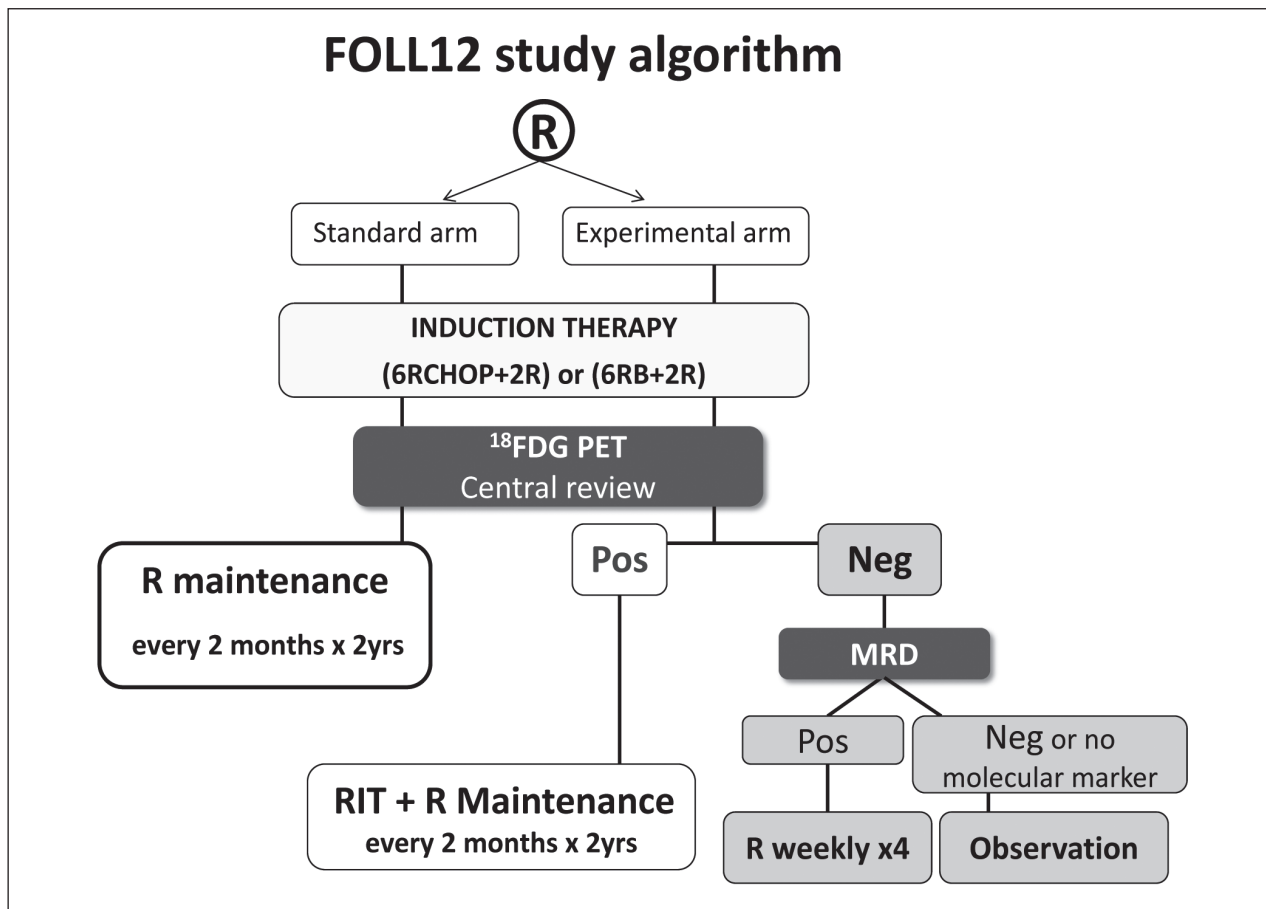 FOLL12 study algorithm
R
Standard arm
Experimental arm
INDUCTION THERAPY
(6RCHOP+2R) or (6RB+2R)
¹⁸FDG PET
Central review
R maintenance
every 2 months x 2yrs
Pos
Neg
MRD
Pos
Neg or no
molecular marker
RIT + R Maintenance
every 2 months x 2yrs
R weekly x4
Observation